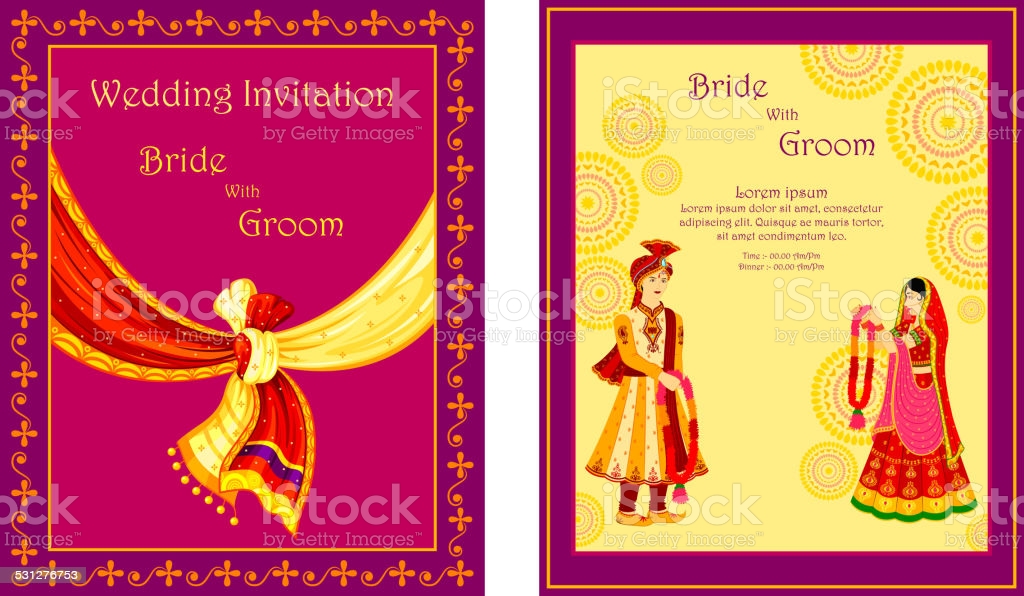 Wedding Invitation
Bride
With
Groom
Bride
With
Groom
Lorem ipsum
Lorem ipsum dolor sit amet, consectetur
adipiscing elit. Quisque ac mauris tortor,
sit amet condimentum leo.
Time :- 00.00 Am/Pm
Dinner :- 00.00 Am/Pm
iStock
by Getty Images™
531276753